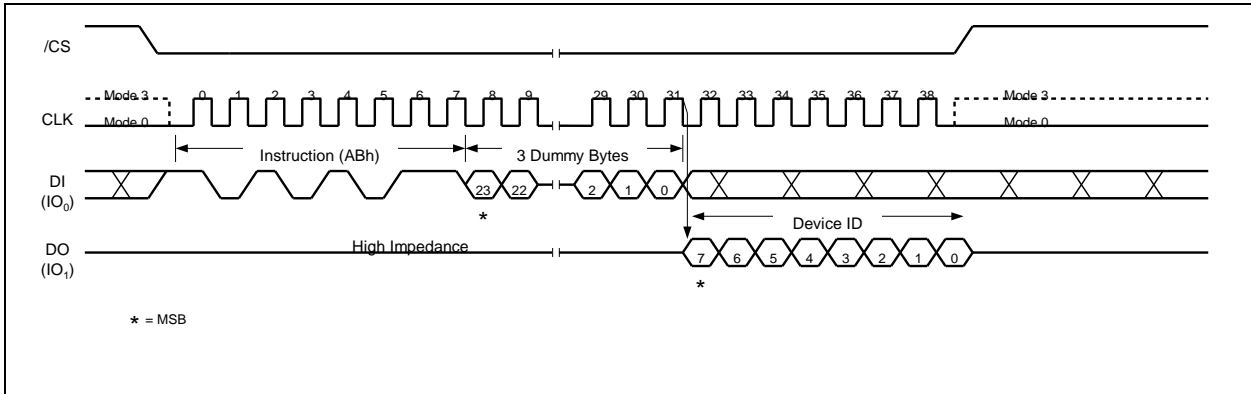 /CS
Mode 3 0 1 2 3 4 5 6 7 8 9 29 30 31 32 33 34 35 36 37 38 Mode 3
CLK
Mode 0 Mode 0
Instruction (ABh) 3 Dummy Bytes
DI
(IO0)
23 22 2 1 0
*
Device ID
High Impedance
DO
(IO1)
7 6 5 4 3 2 1 0
*
* = MSB